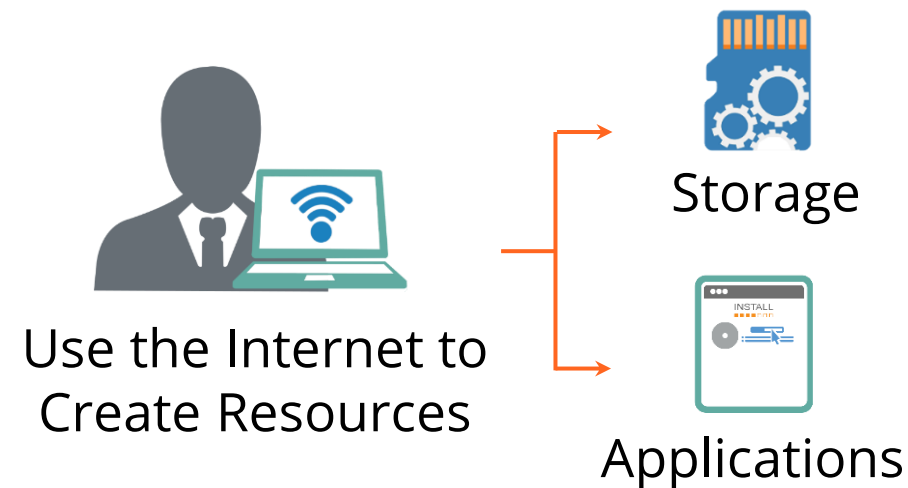 Storage
INSTALL
Use the Internet to
Create Resources
Applications